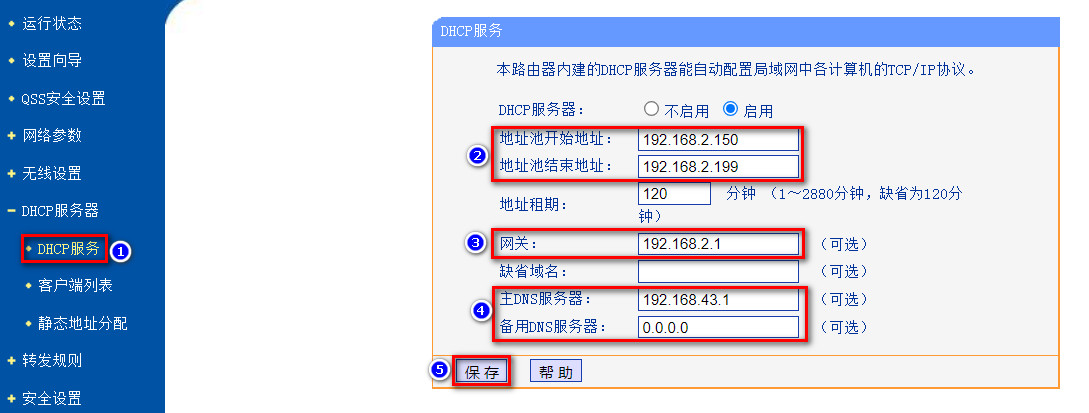 运行状态
设置向导
QSS安全设置
网络参数
无线设置
DHCP服务器
DHCP服务
1
客户端列表
静态地址分配
转发规则
安全设置
DHCP服务
本路由器内建的DHCP服务器能自动配置局域网中各计算机的TCP/IP协议。
DHCP服务器: 不启用 启用
2
地址池开始地址: 192.168.2.150
地址池结束地址: 192.168.2.199
地址租期: 120 分钟 (1～2880分钟,缺省为120分
钟)
3 网关: 192.168.2.1 (可选)
缺省域名: (可选)
4
主DNS服务器: 192.168.43.1 (可选)
备用DNS服务器: 0.0.0.0 (可选)
5 保存 帮助